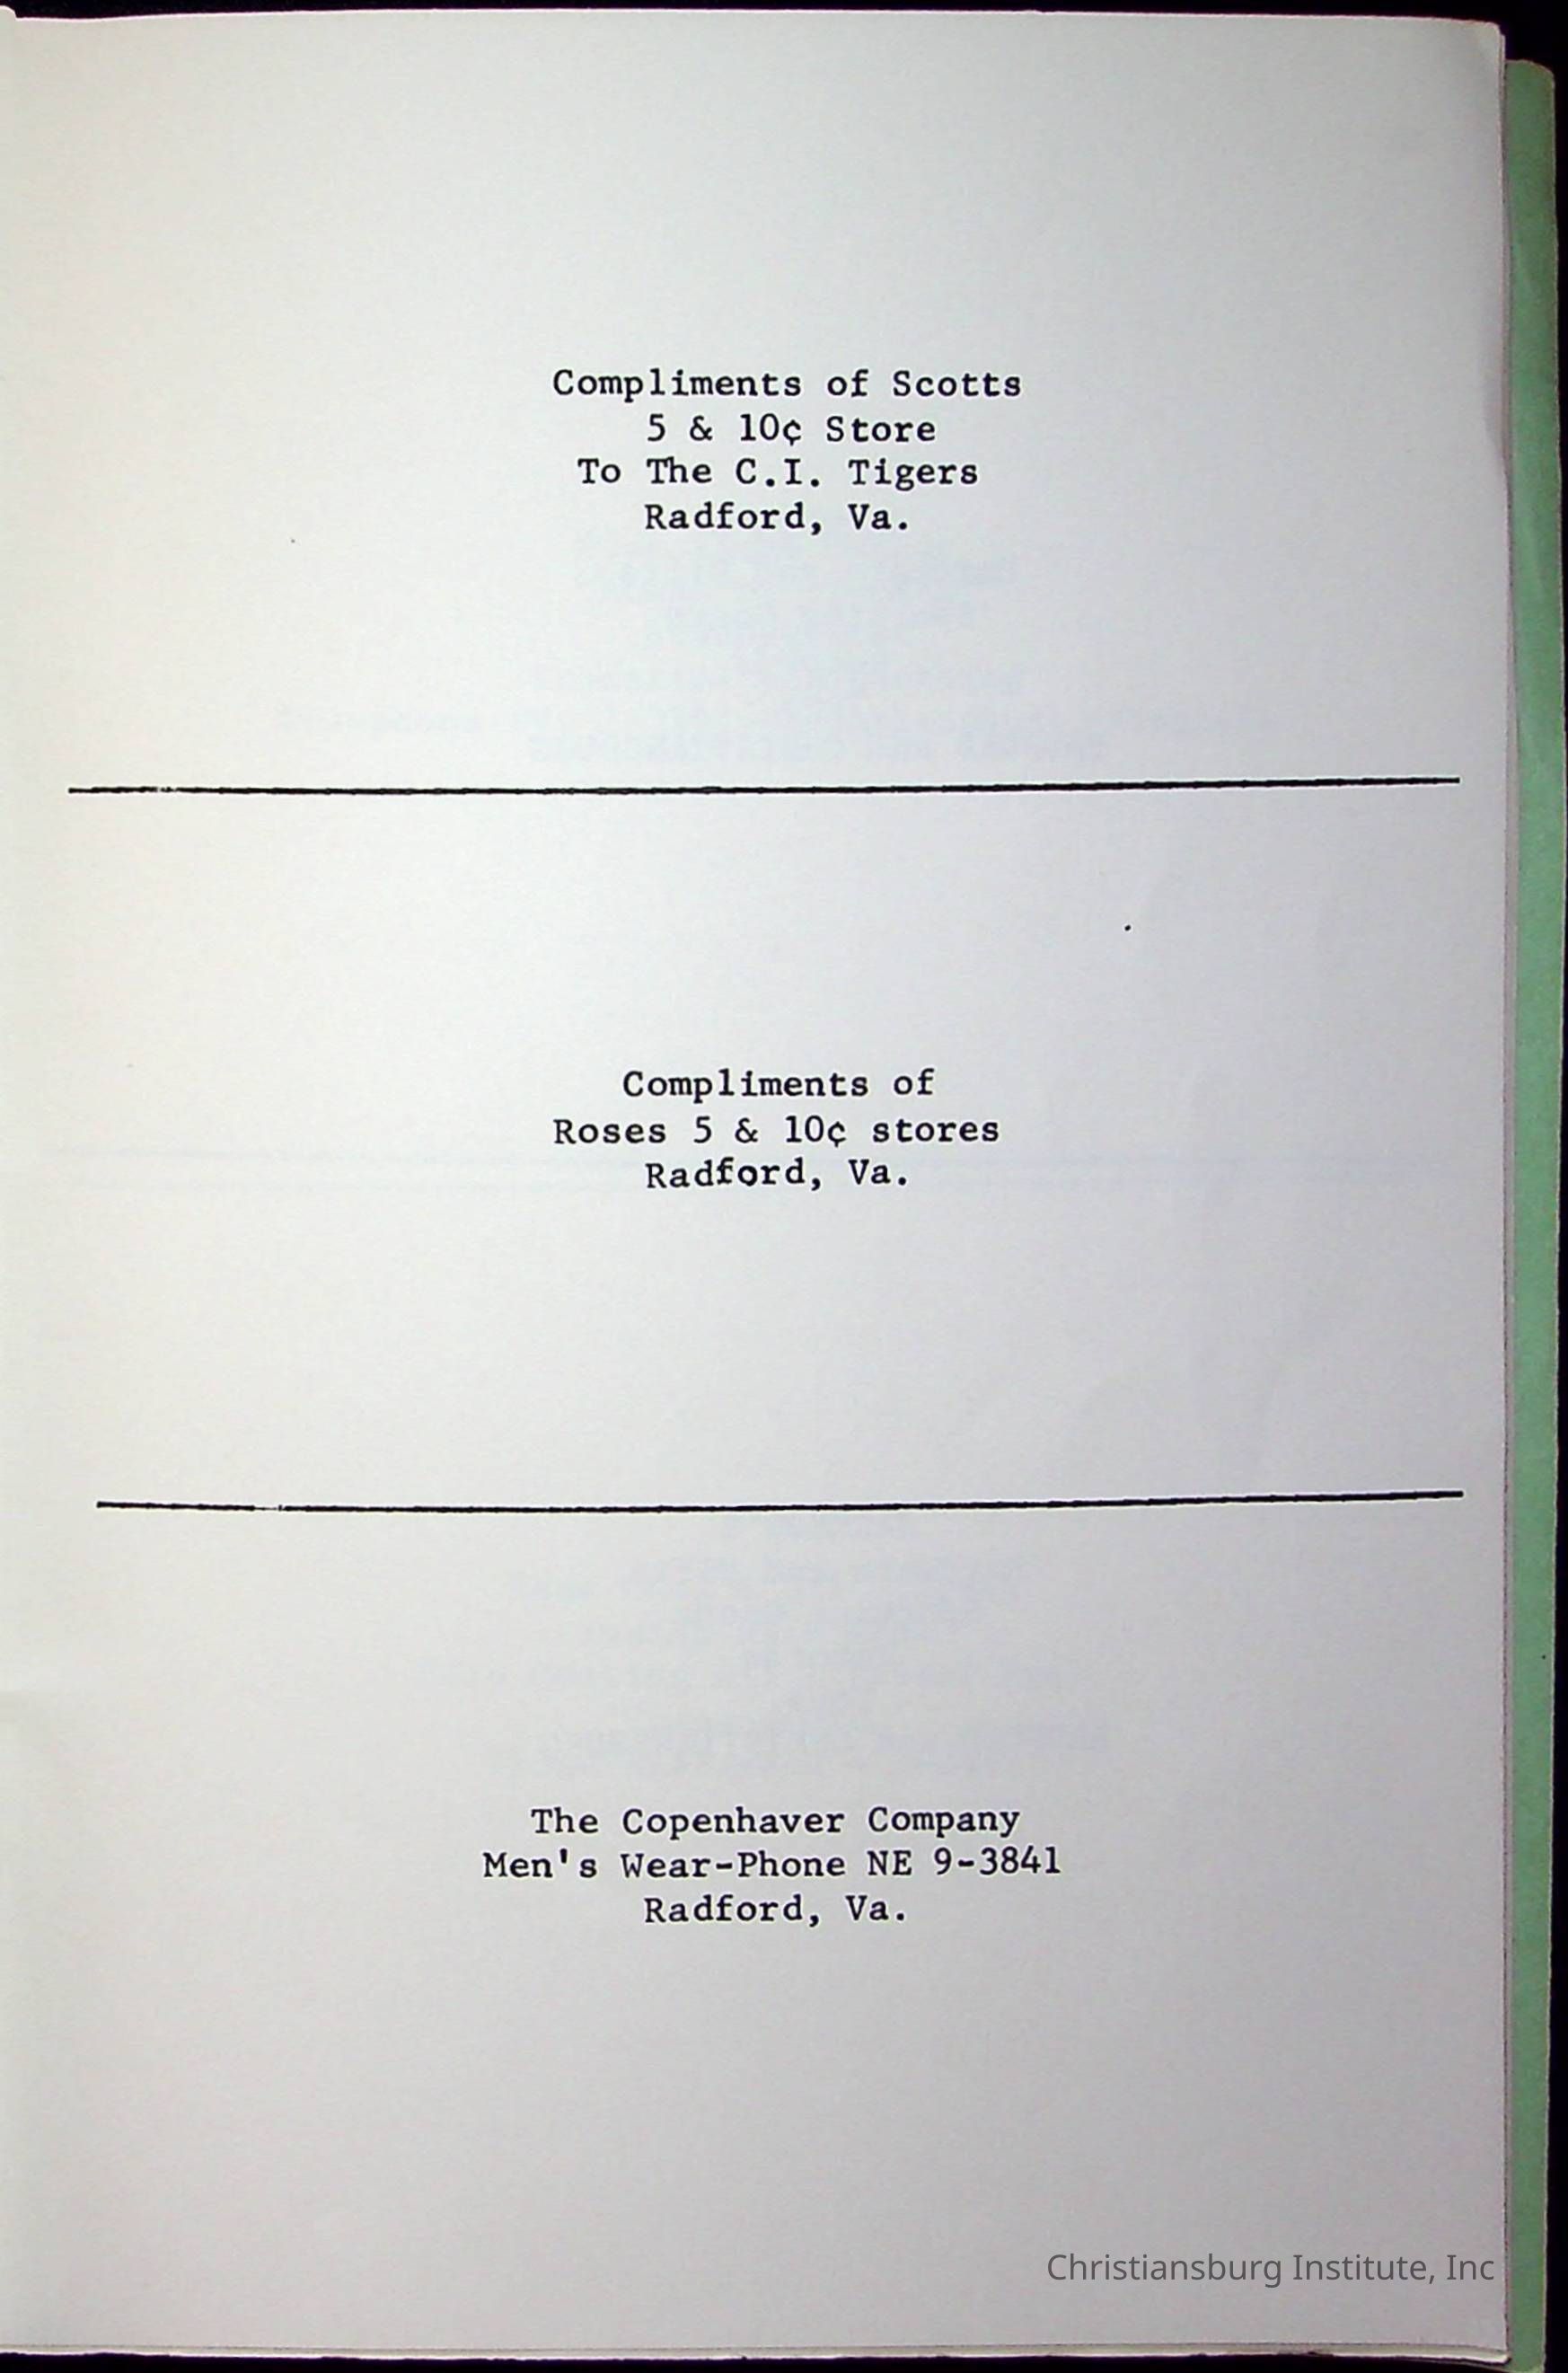 Compliments of Scotts
5 & 10¢ Store
To The C.I. Tigers
Radford, Va.
Compliments of
Roses 5 & 10¢ stores
Radford, Va.
The Copenhaver Company
Men's Wear-Phone NE 9-3841
Radford, Va.
Christiansburg Institute, Inc